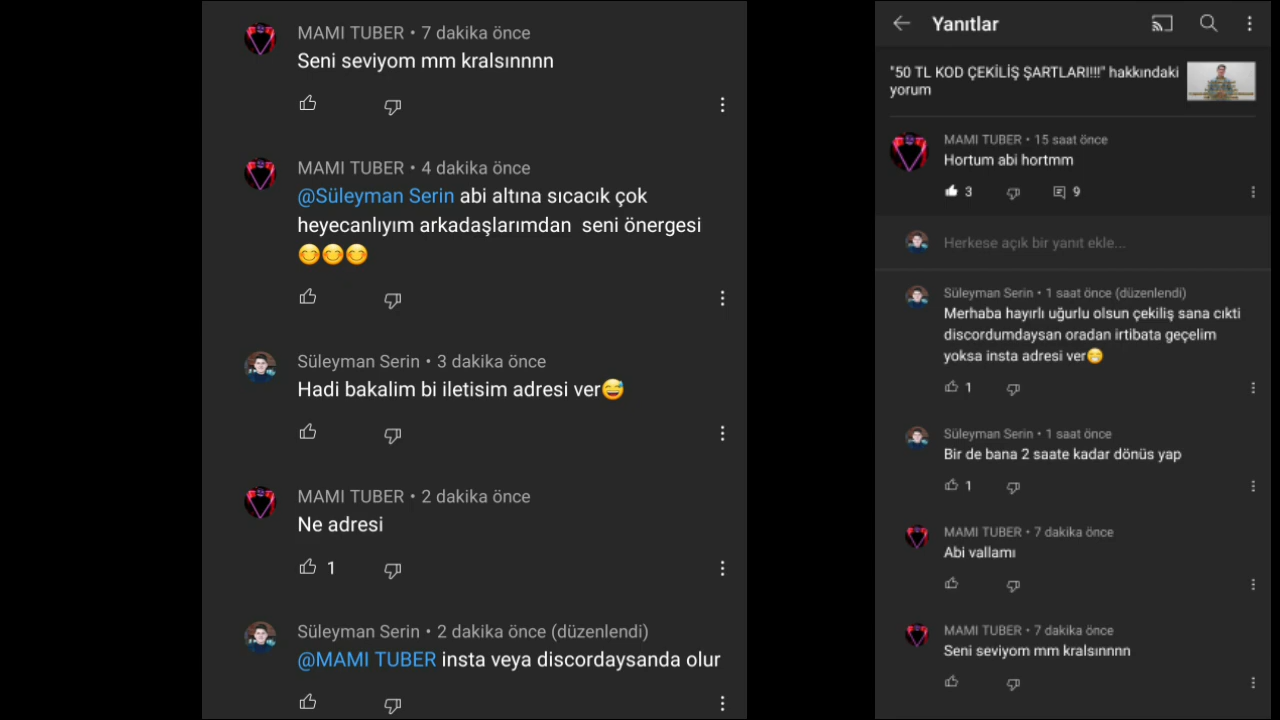 MAMI TUBER • 7 dakika önce
Seni seviyom mm kralsınnnn
MAMI TUBER • 4 dakika önce
@Süleyman Serin abi altına sıcacık çok
heyecanlıyım arkadaşlarımdan  seni önergesi
😊😊😊
Süleyman Serin • 3 dakika önce
Hadi bakalim bi iletisim adresi ver😅
MAMI TUBER • 2 dakika önce
Ne adresi
1
Süleyman Serin • 2 dakika önce (düzenlendi)
@MAMI TUBER insta veya discordaysanda olur
Yanıtlar
"50 TL KOD ÇEKİLİŞ ŞARTLARI!!!" hakkındaki
yorum
MAMI TUBER • 15 saat önce
Hortum abi hortmm
3 9
Herkese açık bir yanıt ekle...
Süleyman Serin • 1 saat önce (düzenlendi)
Merhaba hayırlı uğurlu olsun çekiliş sana cıkti
discordumdaysan oradan irtibata geçelim
yoksa insta adresi ver😁
1
Süleyman Serin • 1 saat önce
Bir de bana 2 saate kadar dönüs yap
1
MAMI TUBER • 7 dakika önce
Abi vallamı
MAMI TUBER • 7 dakika önce
Seni seviyom mm kralsınnnn